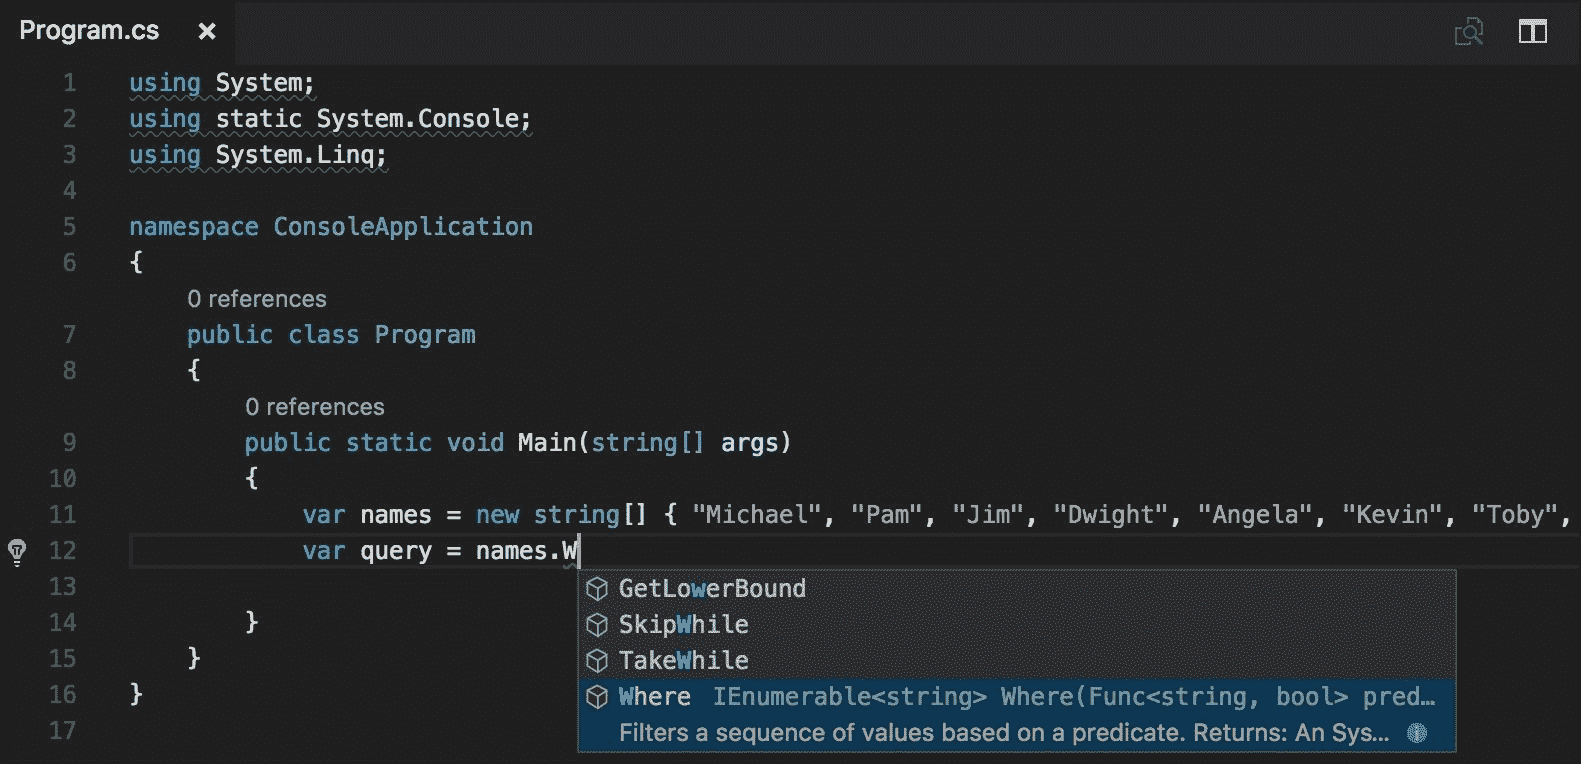 Program.cs ×
1 using System;
2 using static System.Console;
3 using System.Linq;
4
5 namespace ConsoleApplication
6 {
0 references
7 public class Program
8 {
0 references
9 public static void Main(string[] args)
10 {
11 var names = new string[] { "Michael", "Pam", "Jim", "Dwight", "Angela", "Kevin", "Toby",
12 var query = names.W
13
14 }
15 }
16 }
17
GetLowerBound
SkipWhile
TakeWhile
Where IEnumerable<string> Where(Func<string, bool> pred…
Filters a sequence of values based on a predicate. Returns: An Sys...